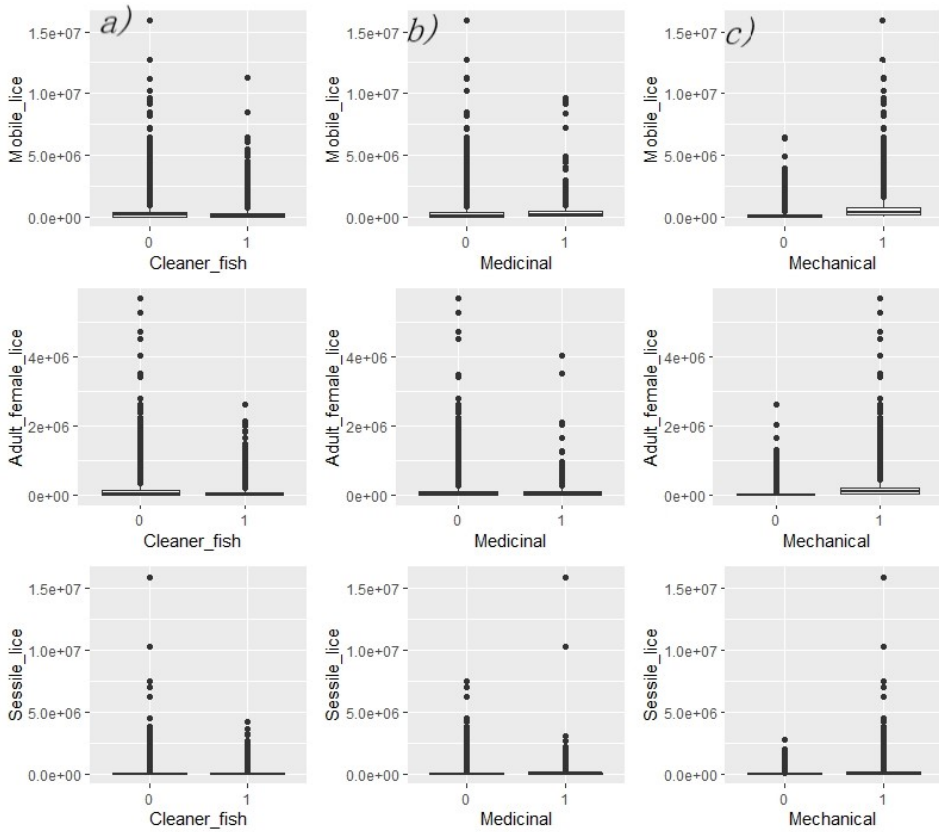 a)
b)
c)
Mobile_lice
1.5e+07
1.0e+07
5.0e+06
0.0e+00
0
1
Cleaner_fish
Mobile_lice
1.5e+07
1.0e+07
5.0e+06
0.0e+00
0
1
Medicinal
Mobile_lice
1.5e+07
1.0e+07
5.0e+06
0.0e+00
0
1
Mechanical
Adult_female_lice
4e+06
2e+06
0e+00
0
1
Cleaner_fish
Adult_female_lice
4e+06
2e+06
0e+00
0
1
Medicinal
Adult_female_lice
4e+06
2e+06
0e+00
0
1
Mechanical
Sessile_lice
1.5e+07
1.0e+07
5.0e+06
0.0e+00
0
1
Cleaner_fish
Sessile_lice
1.5e+07
1.0e+07
5.0e+06
0.0e+00
0
1
Medicinal
Sessile_lice
1.5e+07
1.0e+07
5.0e+06
0.0e+00
0
1
Mechanical